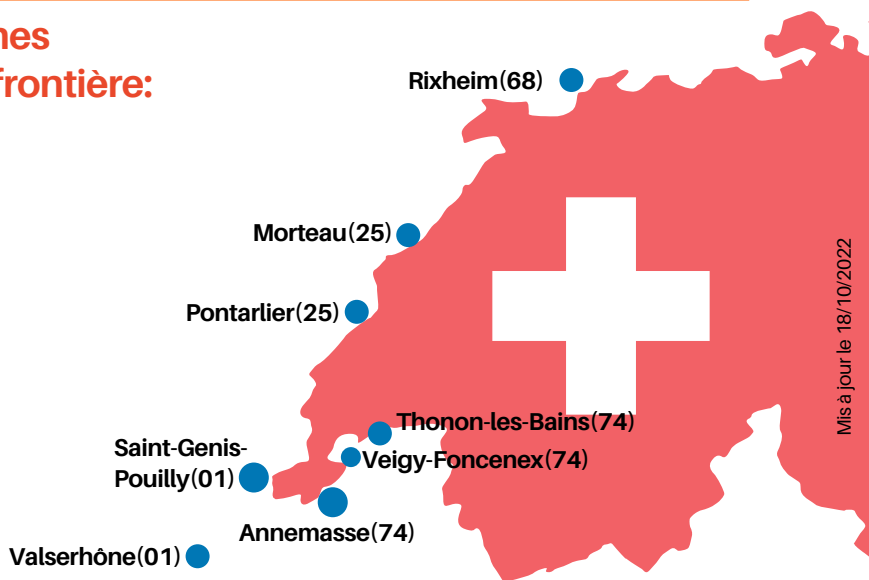 nes
frontière:
Rixheim(68)
Morteau(25)
Pontarlier(25)
Thonon-les-Bains(74)
Saint-Genis-
Pouilly(01)
Veigy-Foncenex(74)
Annemasse(74)
Valserhône(01)
Mis à jour le 18/10/2022